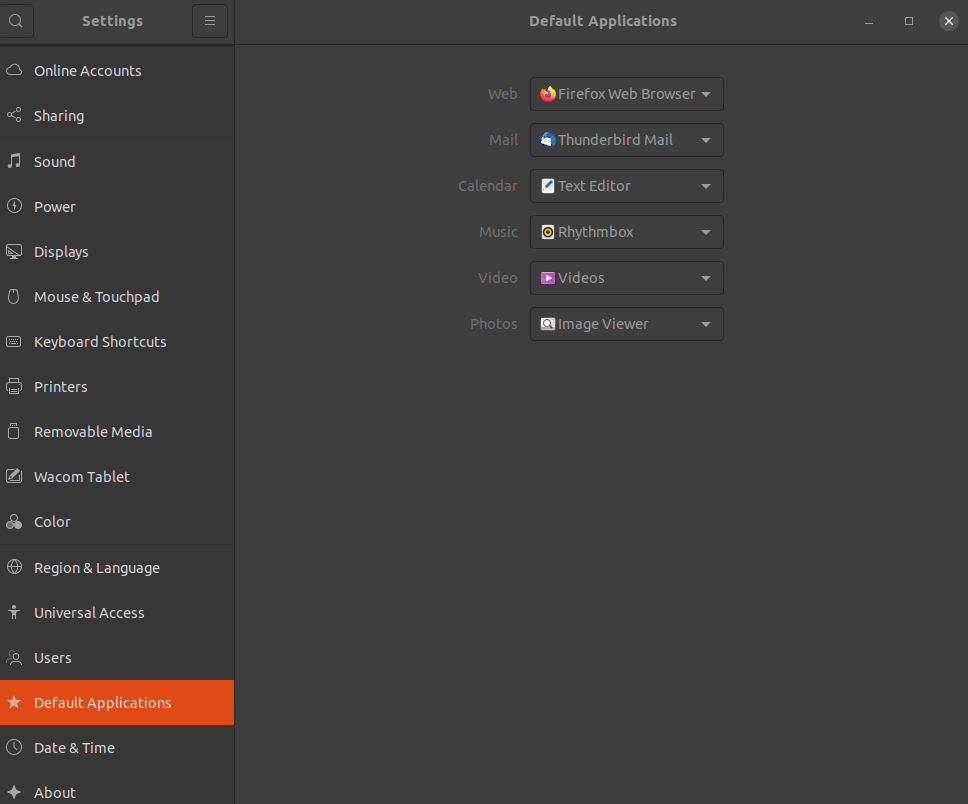 Settings
Default Applications
Online Accounts
Sharing
Sound
Power
Displays
Mouse & Touchpad
Keyboard Shortcuts
Printers
Removable Media
Wacom Tablet
Color
Region & Language
Universal Access
Users
Default Applications
Date & Time
About
Web Firefox Web Browser
Mail Thunderbird Mail
Calendar Text Editor
Music Rhythmbox
Video Videos
Photos Image Viewer